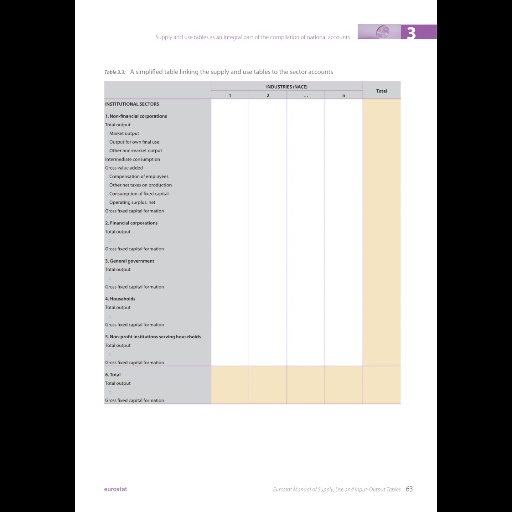 Supply and use tables as an integral part of the compilation of national accounts
3
Table 3.3. A simplified table linking the supply and use tables to the sector accounts
INDUSTRIES (NACE)
Total
1 2 ... n
INSTITUTIONAL SECTORS
1. Non-financial corporations
Total output
Market output
Output for own final use
Other non-market output
Intermediate consumption
Gross value added
Compensation of employees
Other net taxes on production
Consumption of fixed capital
Operating surplus, net
Gross fixed capital formation
2. Financial corporations
Total output
:
Gross fixed capital formation
3. General government
Total output
:
Gross fixed capital formation
4. Households
Total output
:
Gross fixed capital formation
5. Non-profit institutions serving households
Total output
:
Gross fixed capital formation
6. Total
Total output
:
Gross fixed capital formation
eurostat
Eurostat Manual of Supply, Use and Input-Output Tables 63